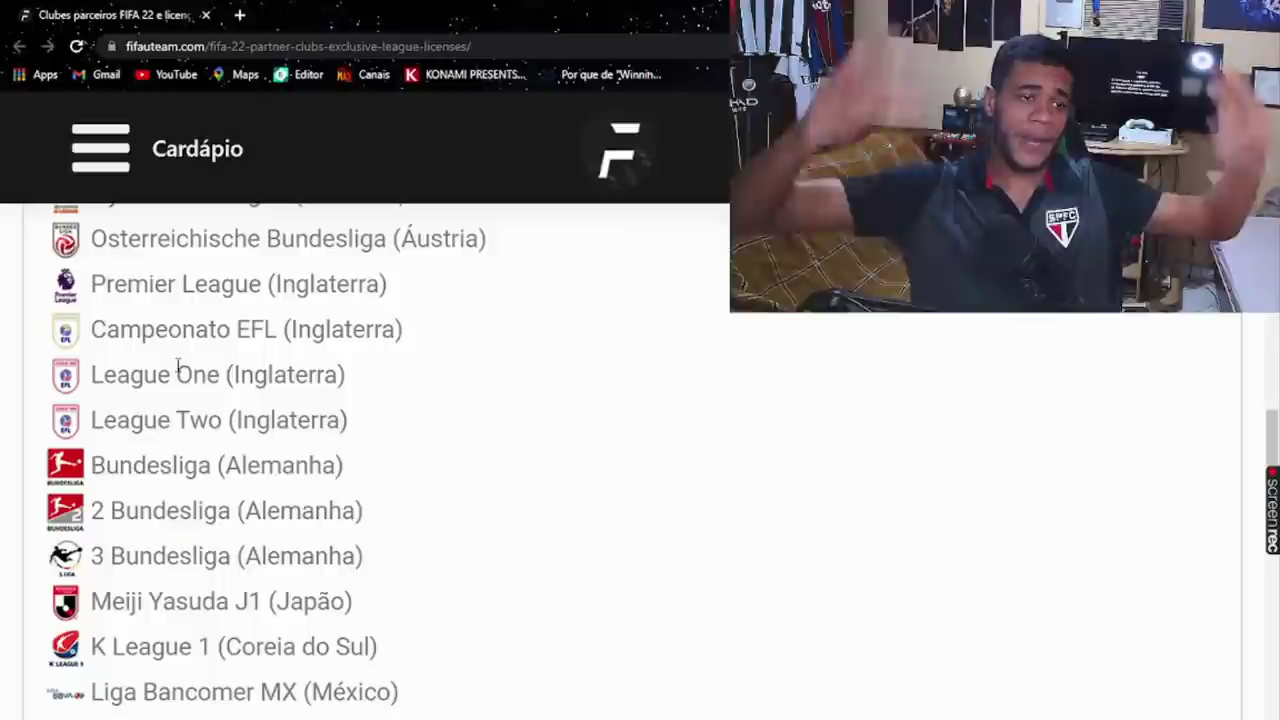 Clubes parceiros FIFA 22 e licenç
fifauteam.com/fifa-22-partner-clubs-exclusive-league-licenses/
Apps Gmail YouTube Maps Editor Canais KONAMI PRESENTS... Por que de "Winnin...
Cardápio
SPFC
Osterreichische Bundesliga (Áustria)
Premier League (Inglaterra)
Campeonato EFL (Inglaterra)
League One (Inglaterra)
League Two (Inglaterra)
Bundesliga (Alemanha)
2 Bundesliga (Alemanha)
3 Bundesliga (Alemanha)
Meiji Yasuda J1 (Japão)
K League 1 (Coreia do Sul)
Liga Bancomer MX (México)
screenrec